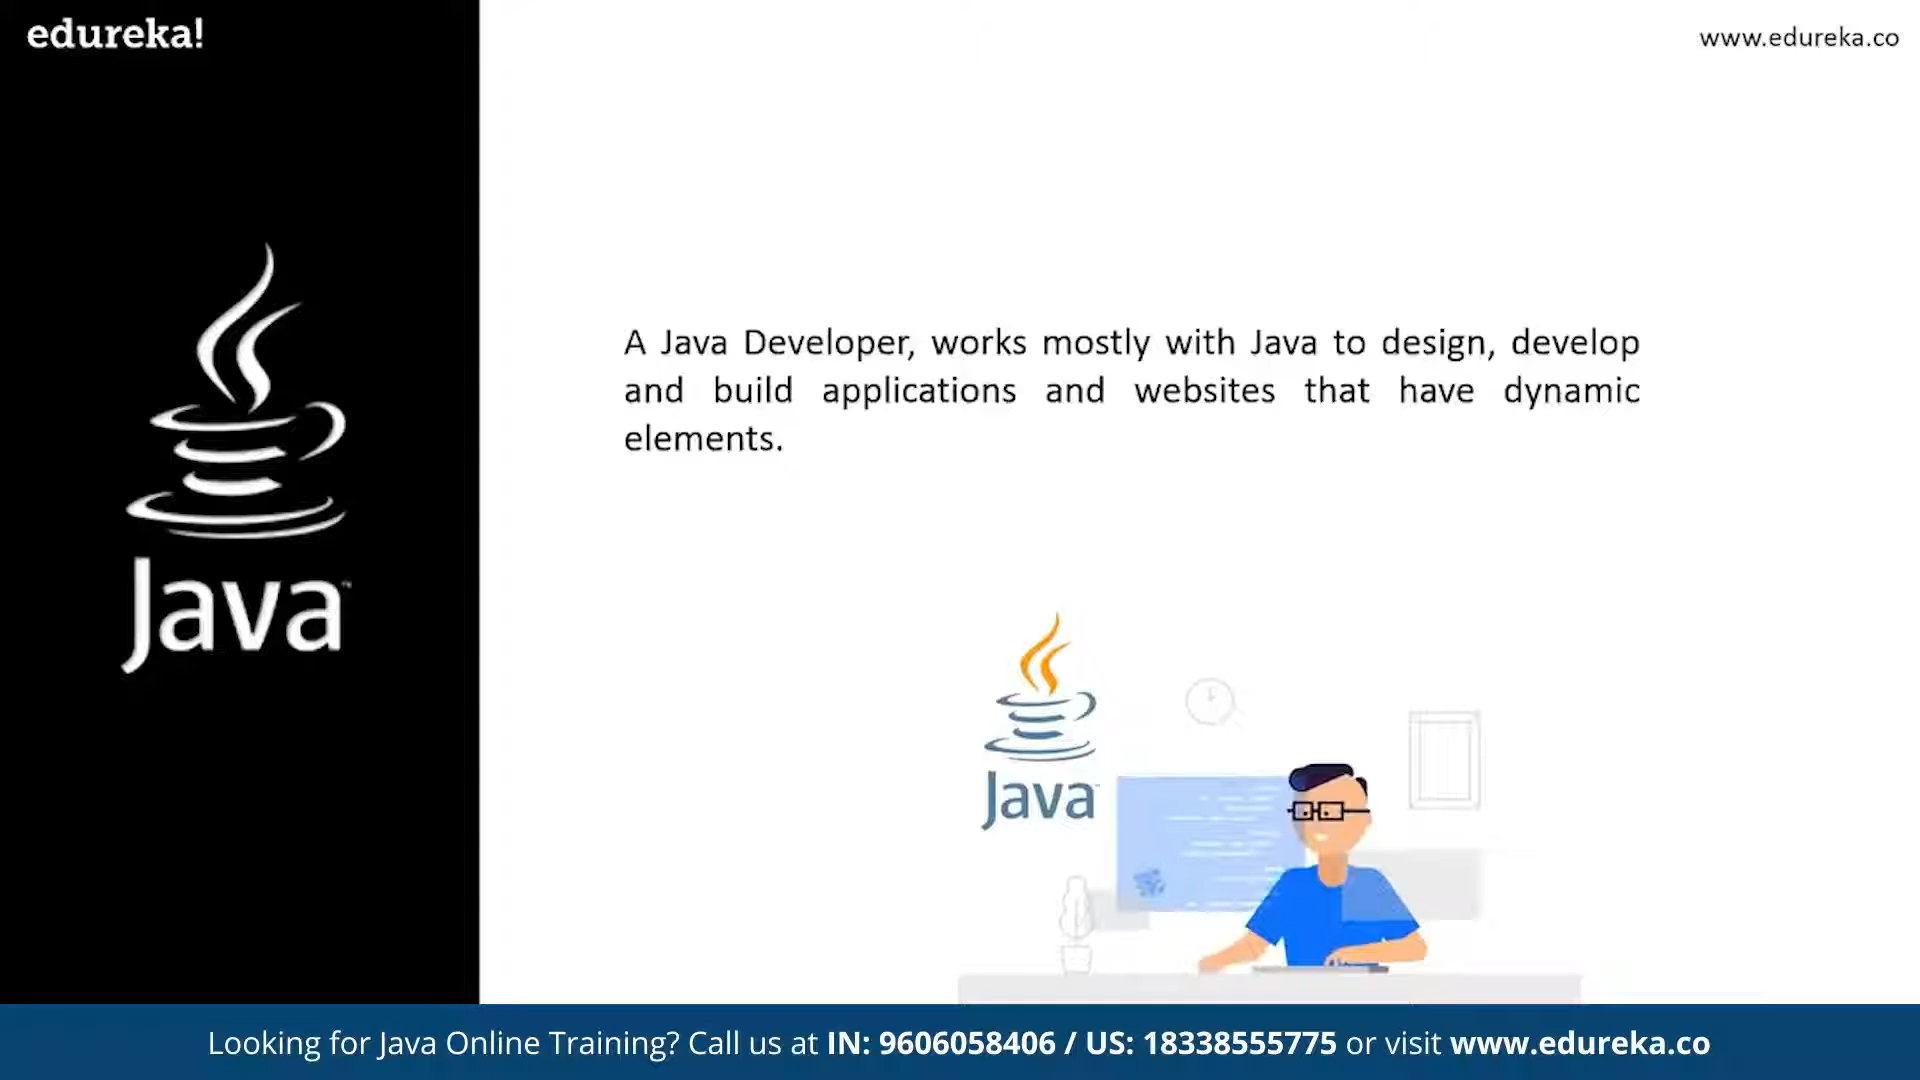 edureka!
www.edureka.co
Java
A Java Developer, works mostly with Java to design, develop
and build applications and websites that have dynamic
elements.
Java
Looking for Java Online Training? Call us at IN: 9606058406 / US: 18338555775 or visit www.edureka.co